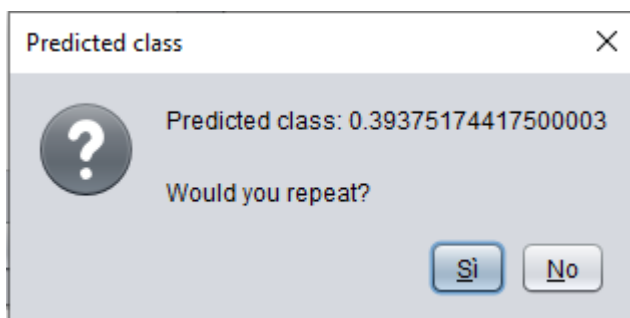 Predicted class
Predicted class: 0.39375174417500003
Would you repeat?
Sì No